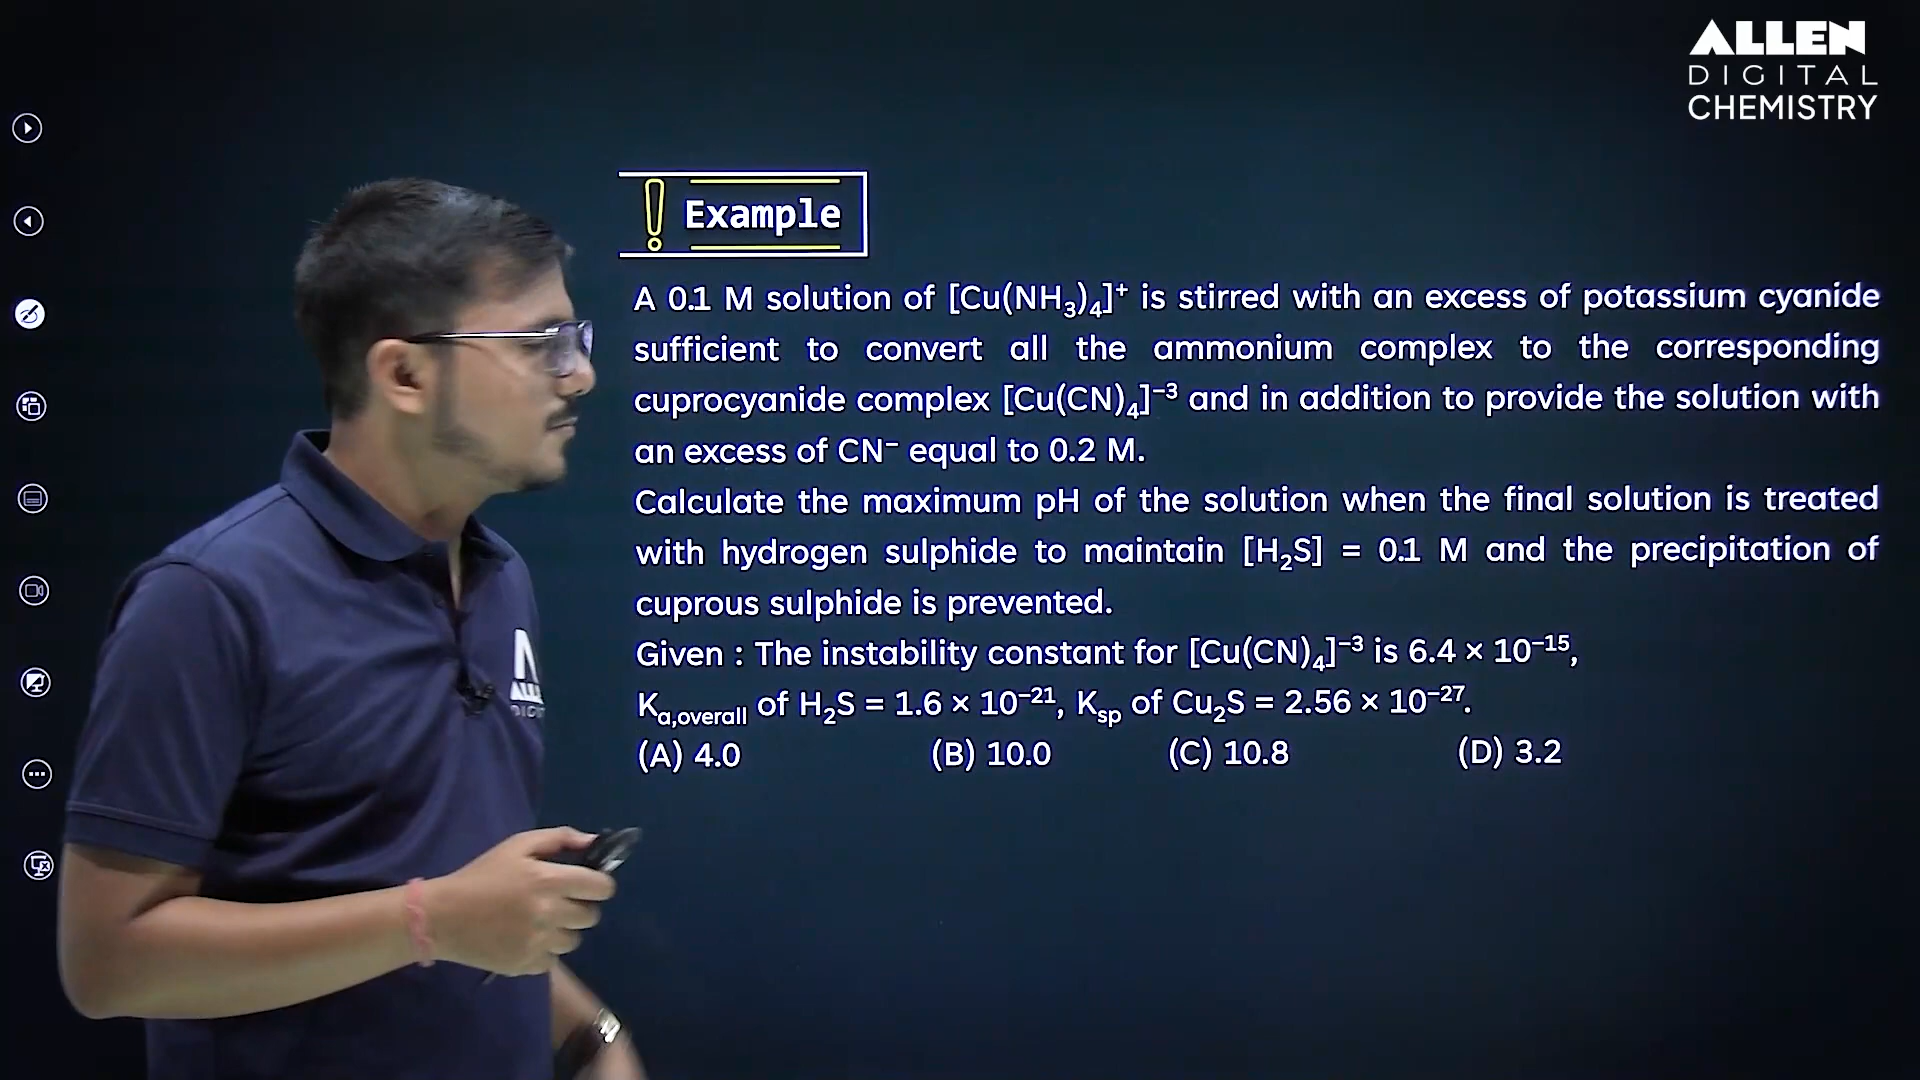 ALLEN
DIGITAL
CHEMISTRY
Example
A 0.1 M solution of [Cu(NH₃)₄]⁺ is stirred with an excess of potassium cyanide
sufficient to convert all the ammonium complex to the corresponding
cuprocyanide complex [Cu(CN)₄]⁻³ and in addition to provide the solution with
an excess of CN⁻ equal to 0.2 M.
Calculate the maximum pH of the solution when the final solution is treated
with hydrogen sulphide to maintain [H₂S] = 0.1 M and the precipitation of
cuprous sulphide is prevented.
Given : The instability constant for [Cu(CN)₄]⁻³ is 6.4 × 10⁻¹⁵,
Kₐ,overall of H₂S = 1.6 × 10⁻²¹, Ksp of Cu₂S = 2.56 × 10⁻²⁷.
(A) 4.0 (B) 10.0 (C) 10.8 (D) 3.2